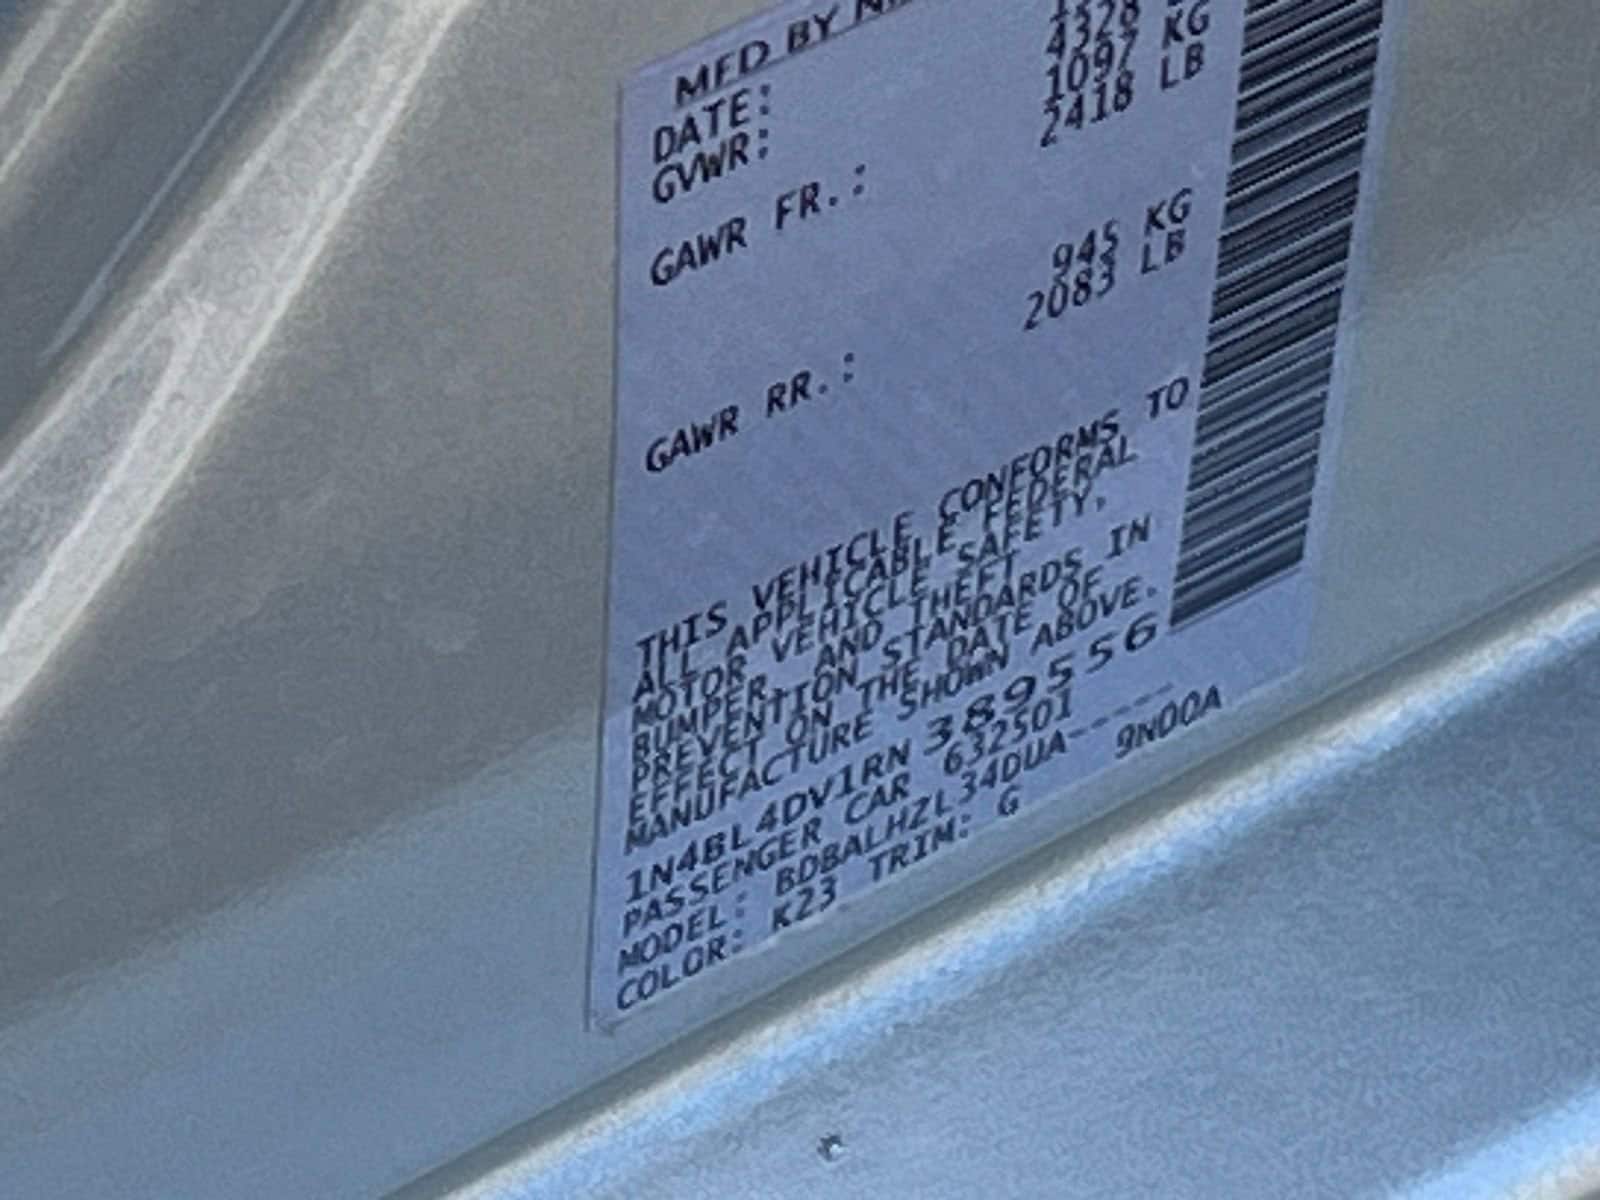 MFD BY
DATE:
GVWR:
4328
1097 KG
2418 LB
GAWR FR.:
945 KG
2083 LB
GAWR RR.:
THIS VEHICLE CONFORMS TO
ALL APPLICABLE FEDERAL
MOTOR VEHICLE SAFETY,
BUMPER, AND THEFT
PREVENTION STANDARDS IN
EFFECT ON THE DATE OF
MANUFACTURE SHOWN ABOVE.
1N4BL4DV1RN 389556
PASSENGER CAR 632501
MODEL: BDBALHZL34DUA-----
COLOR: K23 TRIM: G 9N00A